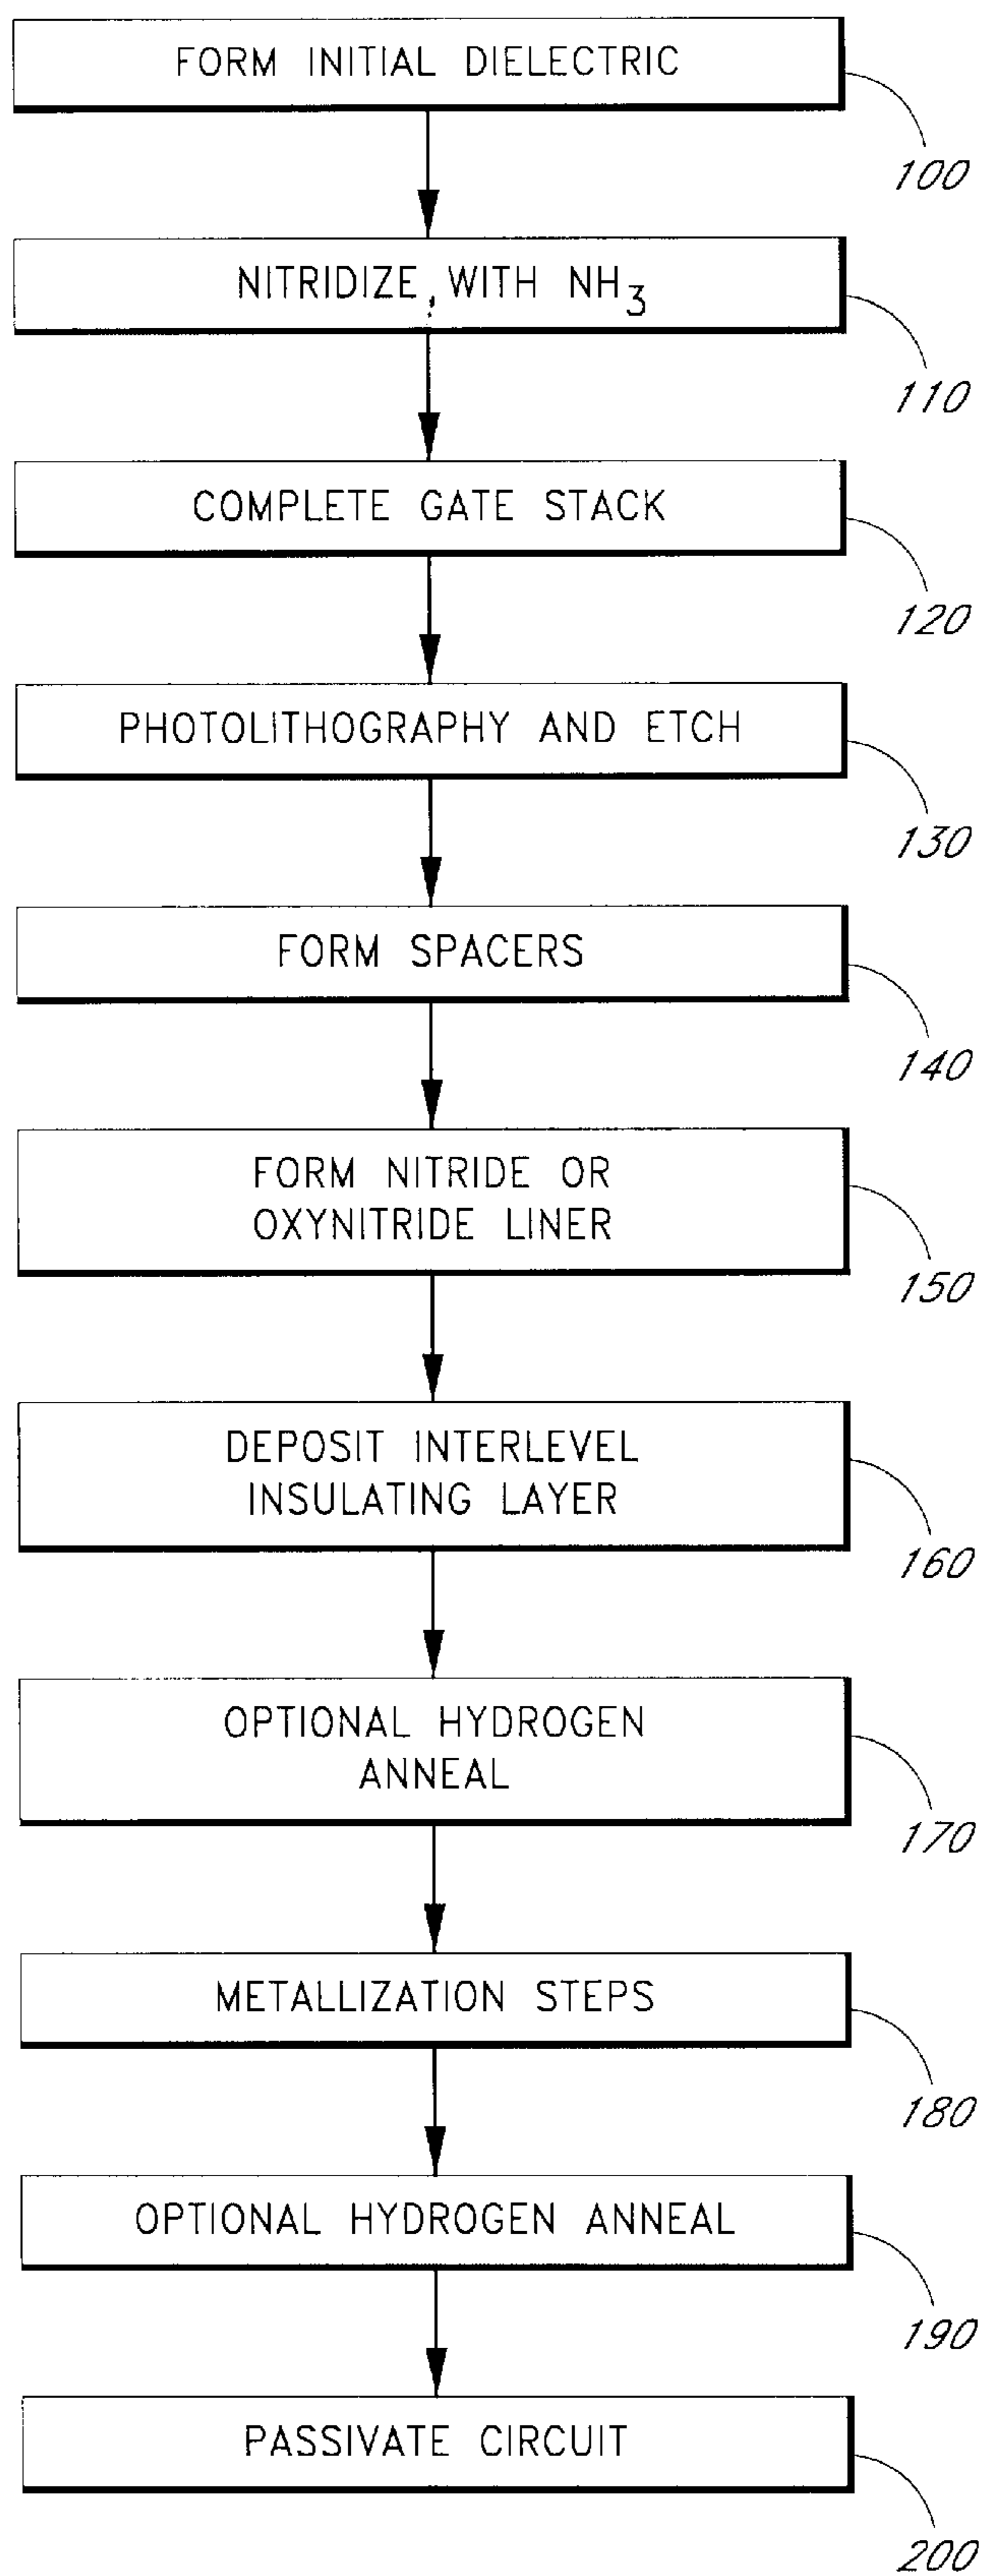 FORM INITIAL DIELECTRIC
100
NITRIDIZE, WITH NH3
110
COMPLETE GATE STACK
120
PHOTOLITHOGRAPHY AND ETCH
130
FORM SPACERS
140
FORM NITRIDE OR
OXYNITRIDE LINER
150
DEPOSIT INTERLEVEL
INSULATING LAYER
160
OPTIONAL HYDROGEN
ANNEAL
170
METALLIZATION STEPS
180
OPTIONAL HYDROGEN ANNEAL
190
PASSIVATE CIRCUIT
200